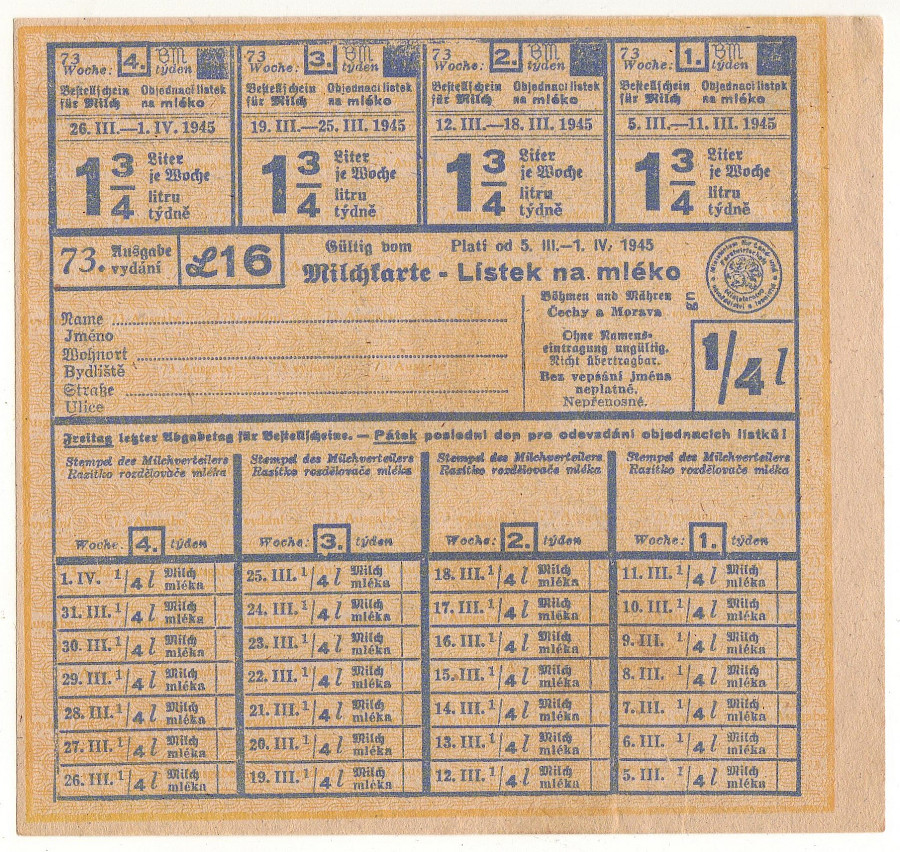 73 BM
Woche: 4. týden
Bestellschein Objednací lístek
für Milch na mléko
26. III.—1. IV. 1945
1 3/4 Liter
je Woche
litru
týdně
73 BM
Woche: 3. týden
Bestellschein Objednací lístek
für Milch na mléko
19. III.—25. III. 1945
1 3/4 Liter
je Woche
litru
týdně
73 BM
Woche: 2. týden
Bestellschein Objednací lístek
für Milch na mléko
12. III.—18. III. 1945
1 3/4 Liter
je Woche
litru
týdně
73 BM
Woche: 1. týden
Bestellschein Objednací lístek
für Milch na mléko
5. III.—11. III. 1945
1 3/4 Liter
je Woche
litru
týdně
73. Ausgabe
vydání
L16
Gültig vom Platí od 5. III.—1. IV. 1945
Milchkarte - Lístek na mléko
Name
Jméno
Wohnort
Bydliště
Straße
Ulice
Böhmen und Mähren
Čechy a Morava
Ohne Namens-
eintragung ungültig.
Nicht übertragbar.
Bez vepsání jména
neplatné.
Nepřenosné.
1/4 l
Freitag letzter Abgabetag für Bestellscheine. — Pátek poslední den pro odevzdání objednacích lístků!
Stempel des Milchverteilers
Razítko rozdělovače mléka
Woche: 4. týden
Stempel des Milchverteilers
Razítko rozdělovače mléka
Woche: 3. týden
Stempel des Milchverteilers
Razítko rozdělovače mléka
Woche: 2. týden
Stempel des Milchverteilers
Razítko rozdělovače mléka
Woche: 1. týden
1. IV. 1/4 l Milch mléka 25. III. 1/4 l Milch mléka 18. III. 1/4 l Milch mléka 11. III. 1/4 l Milch mléka
31. III. 1/4 l Milch mléka 24. III. 1/4 l Milch mléka 17. III. 1/4 l Milch mléka 10. III. 1/4 l Milch mléka
30. III. 1/4 l Milch mléka 23. III. 1/4 l Milch mléka 16. III. 1/4 l Milch mléka 9. III. 1/4 l Milch mléka
29. III. 1/4 l Milch mléka 22. III. 1/4 l Milch mléka 15. III. 1/4 l Milch mléka 8. III. 1/4 l Milch mléka
28. III. 1/4 l Milch mléka 21. III. 1/4 l Milch mléka 14. III. 1/4 l Milch mléka 7. III. 1/4 l Milch mléka
27. III. 1/4 l Milch mléka 20. III. 1/4 l Milch mléka 13. III. 1/4 l Milch mléka 6. III. 1/4 l Milch mléka
26. III. 1/4 l Milch mléka 19. III. 1/4 l Milch mléka 12. III. 1/4 l Milch mléka 5. III. 1/4 l Milch mléka